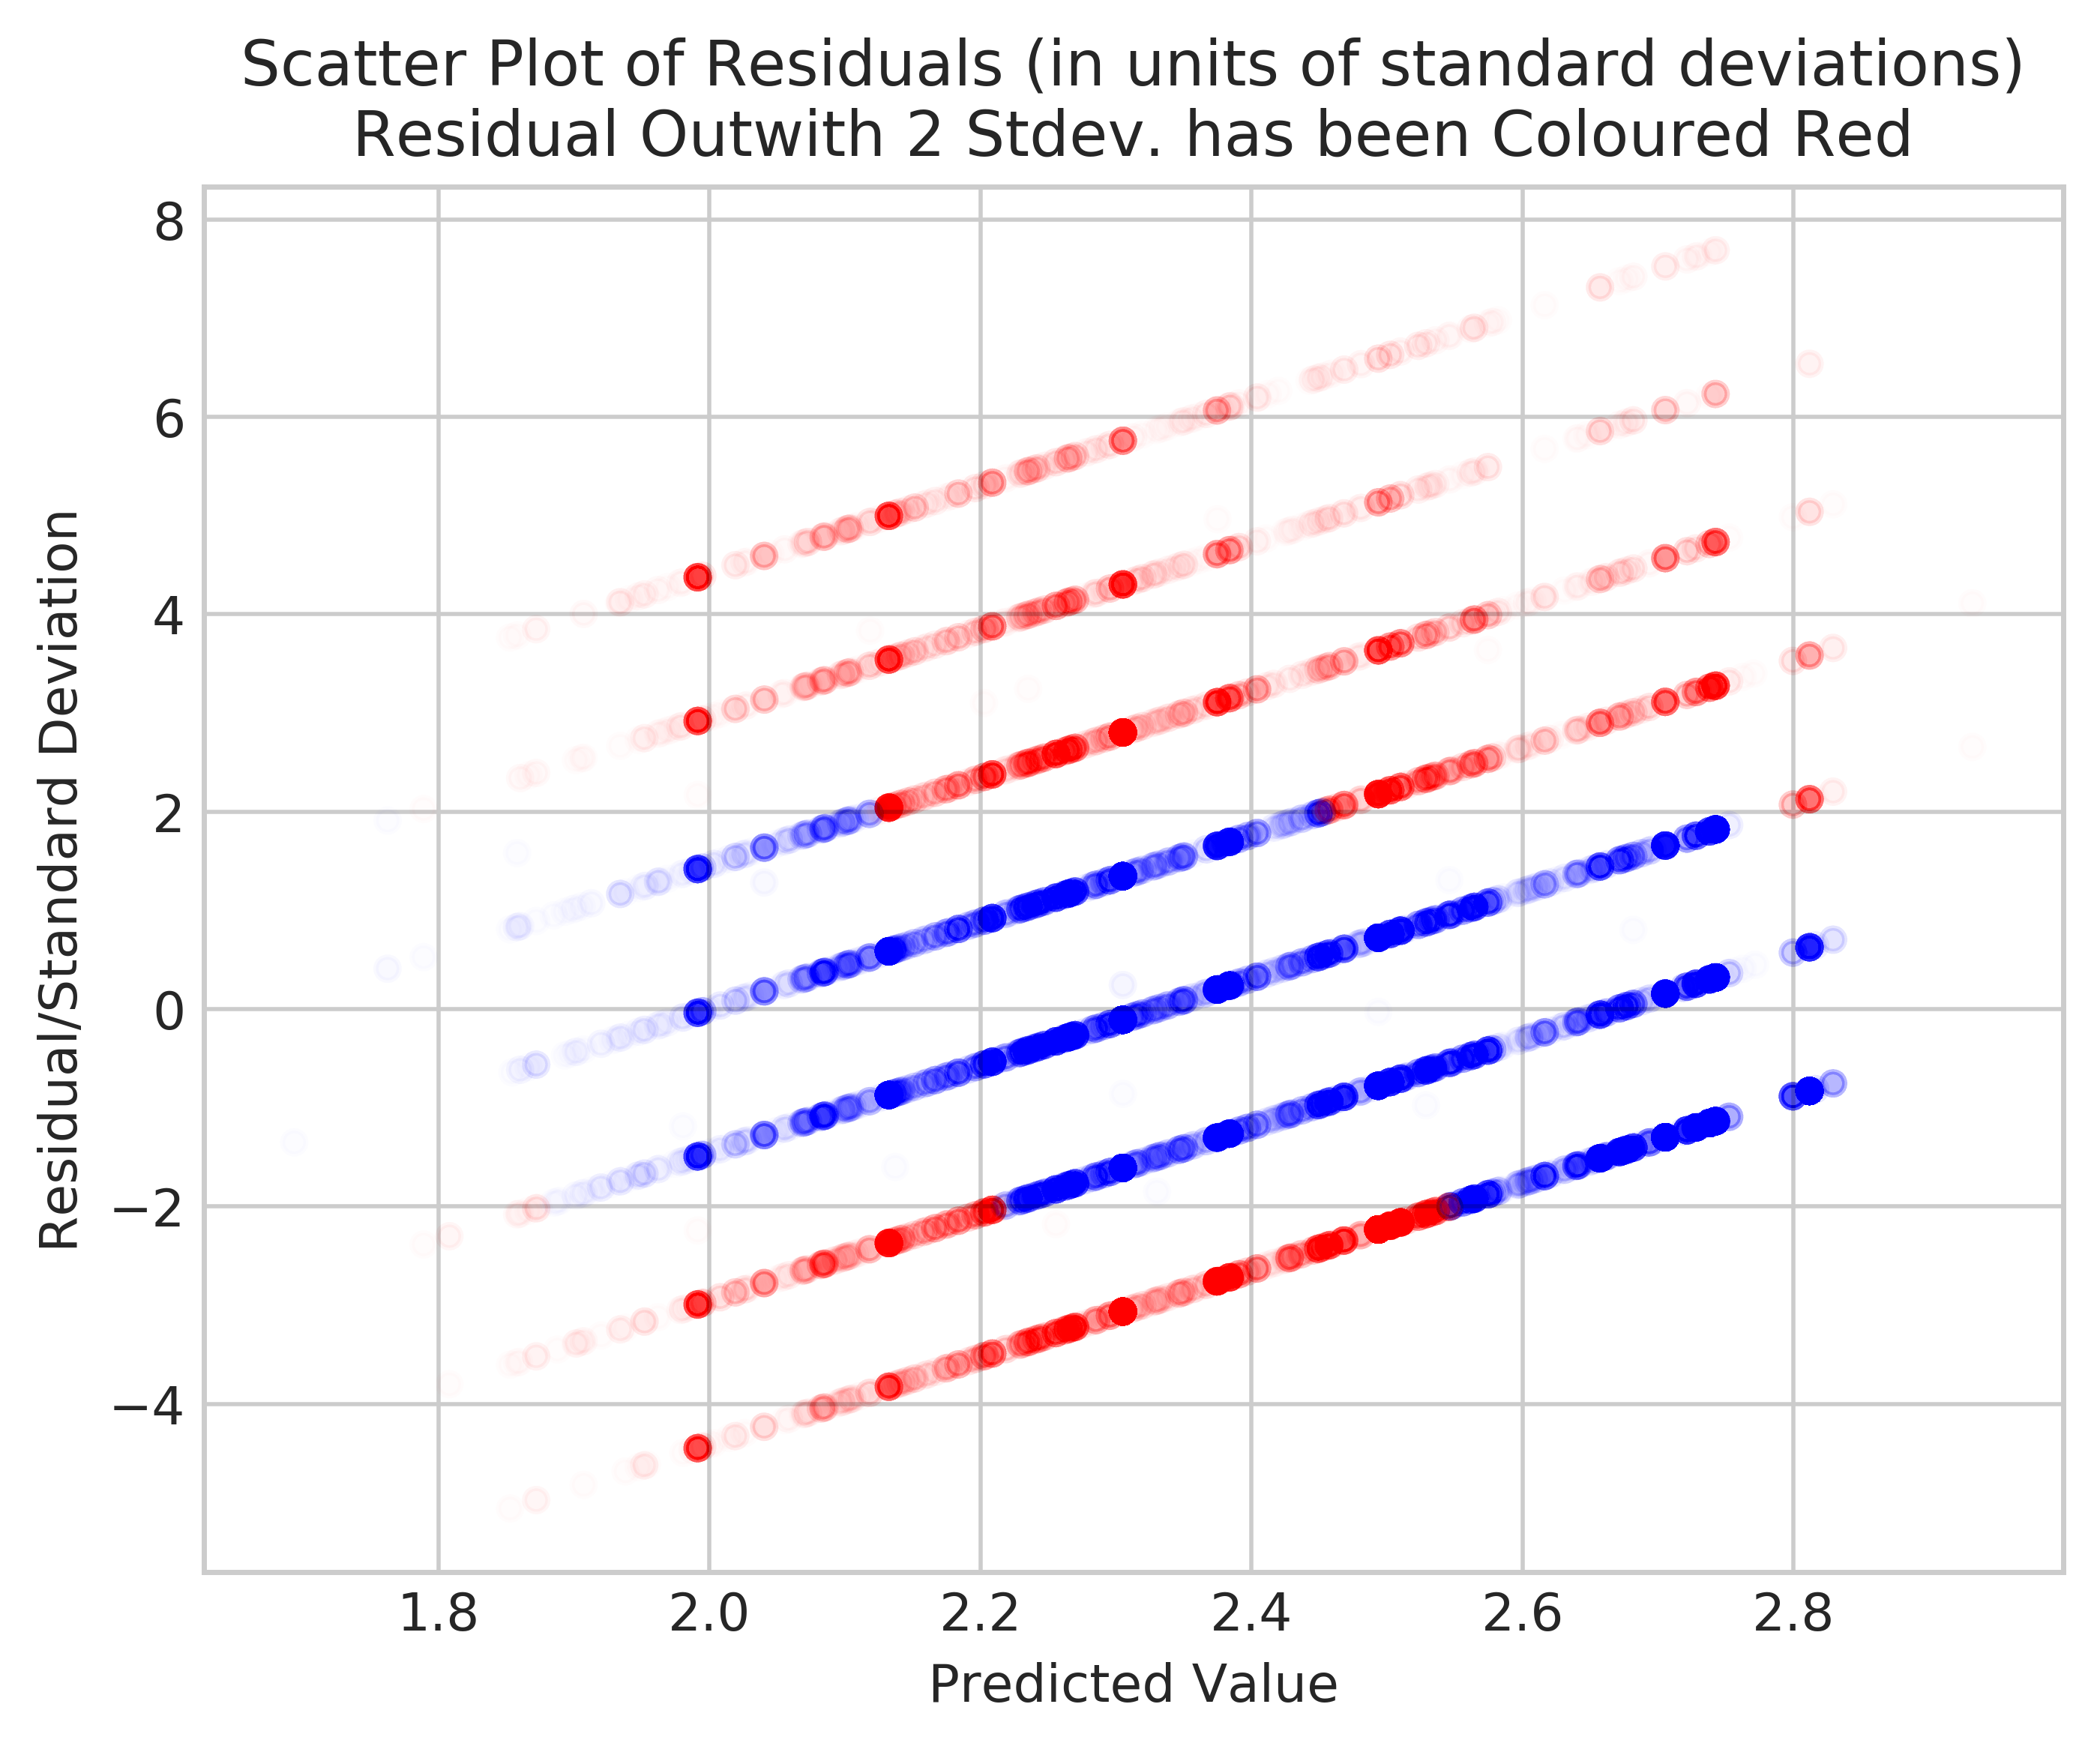 Scatter Plot of Residuals (in units of standard deviations)
Residual Outwith 2 Stdev. has been Coloured Red
8
6
4
2
0
−2
−4
Residual/Standard Deviation
1.8 2.0 2.2 2.4 2.6 2.8
Predicted Value